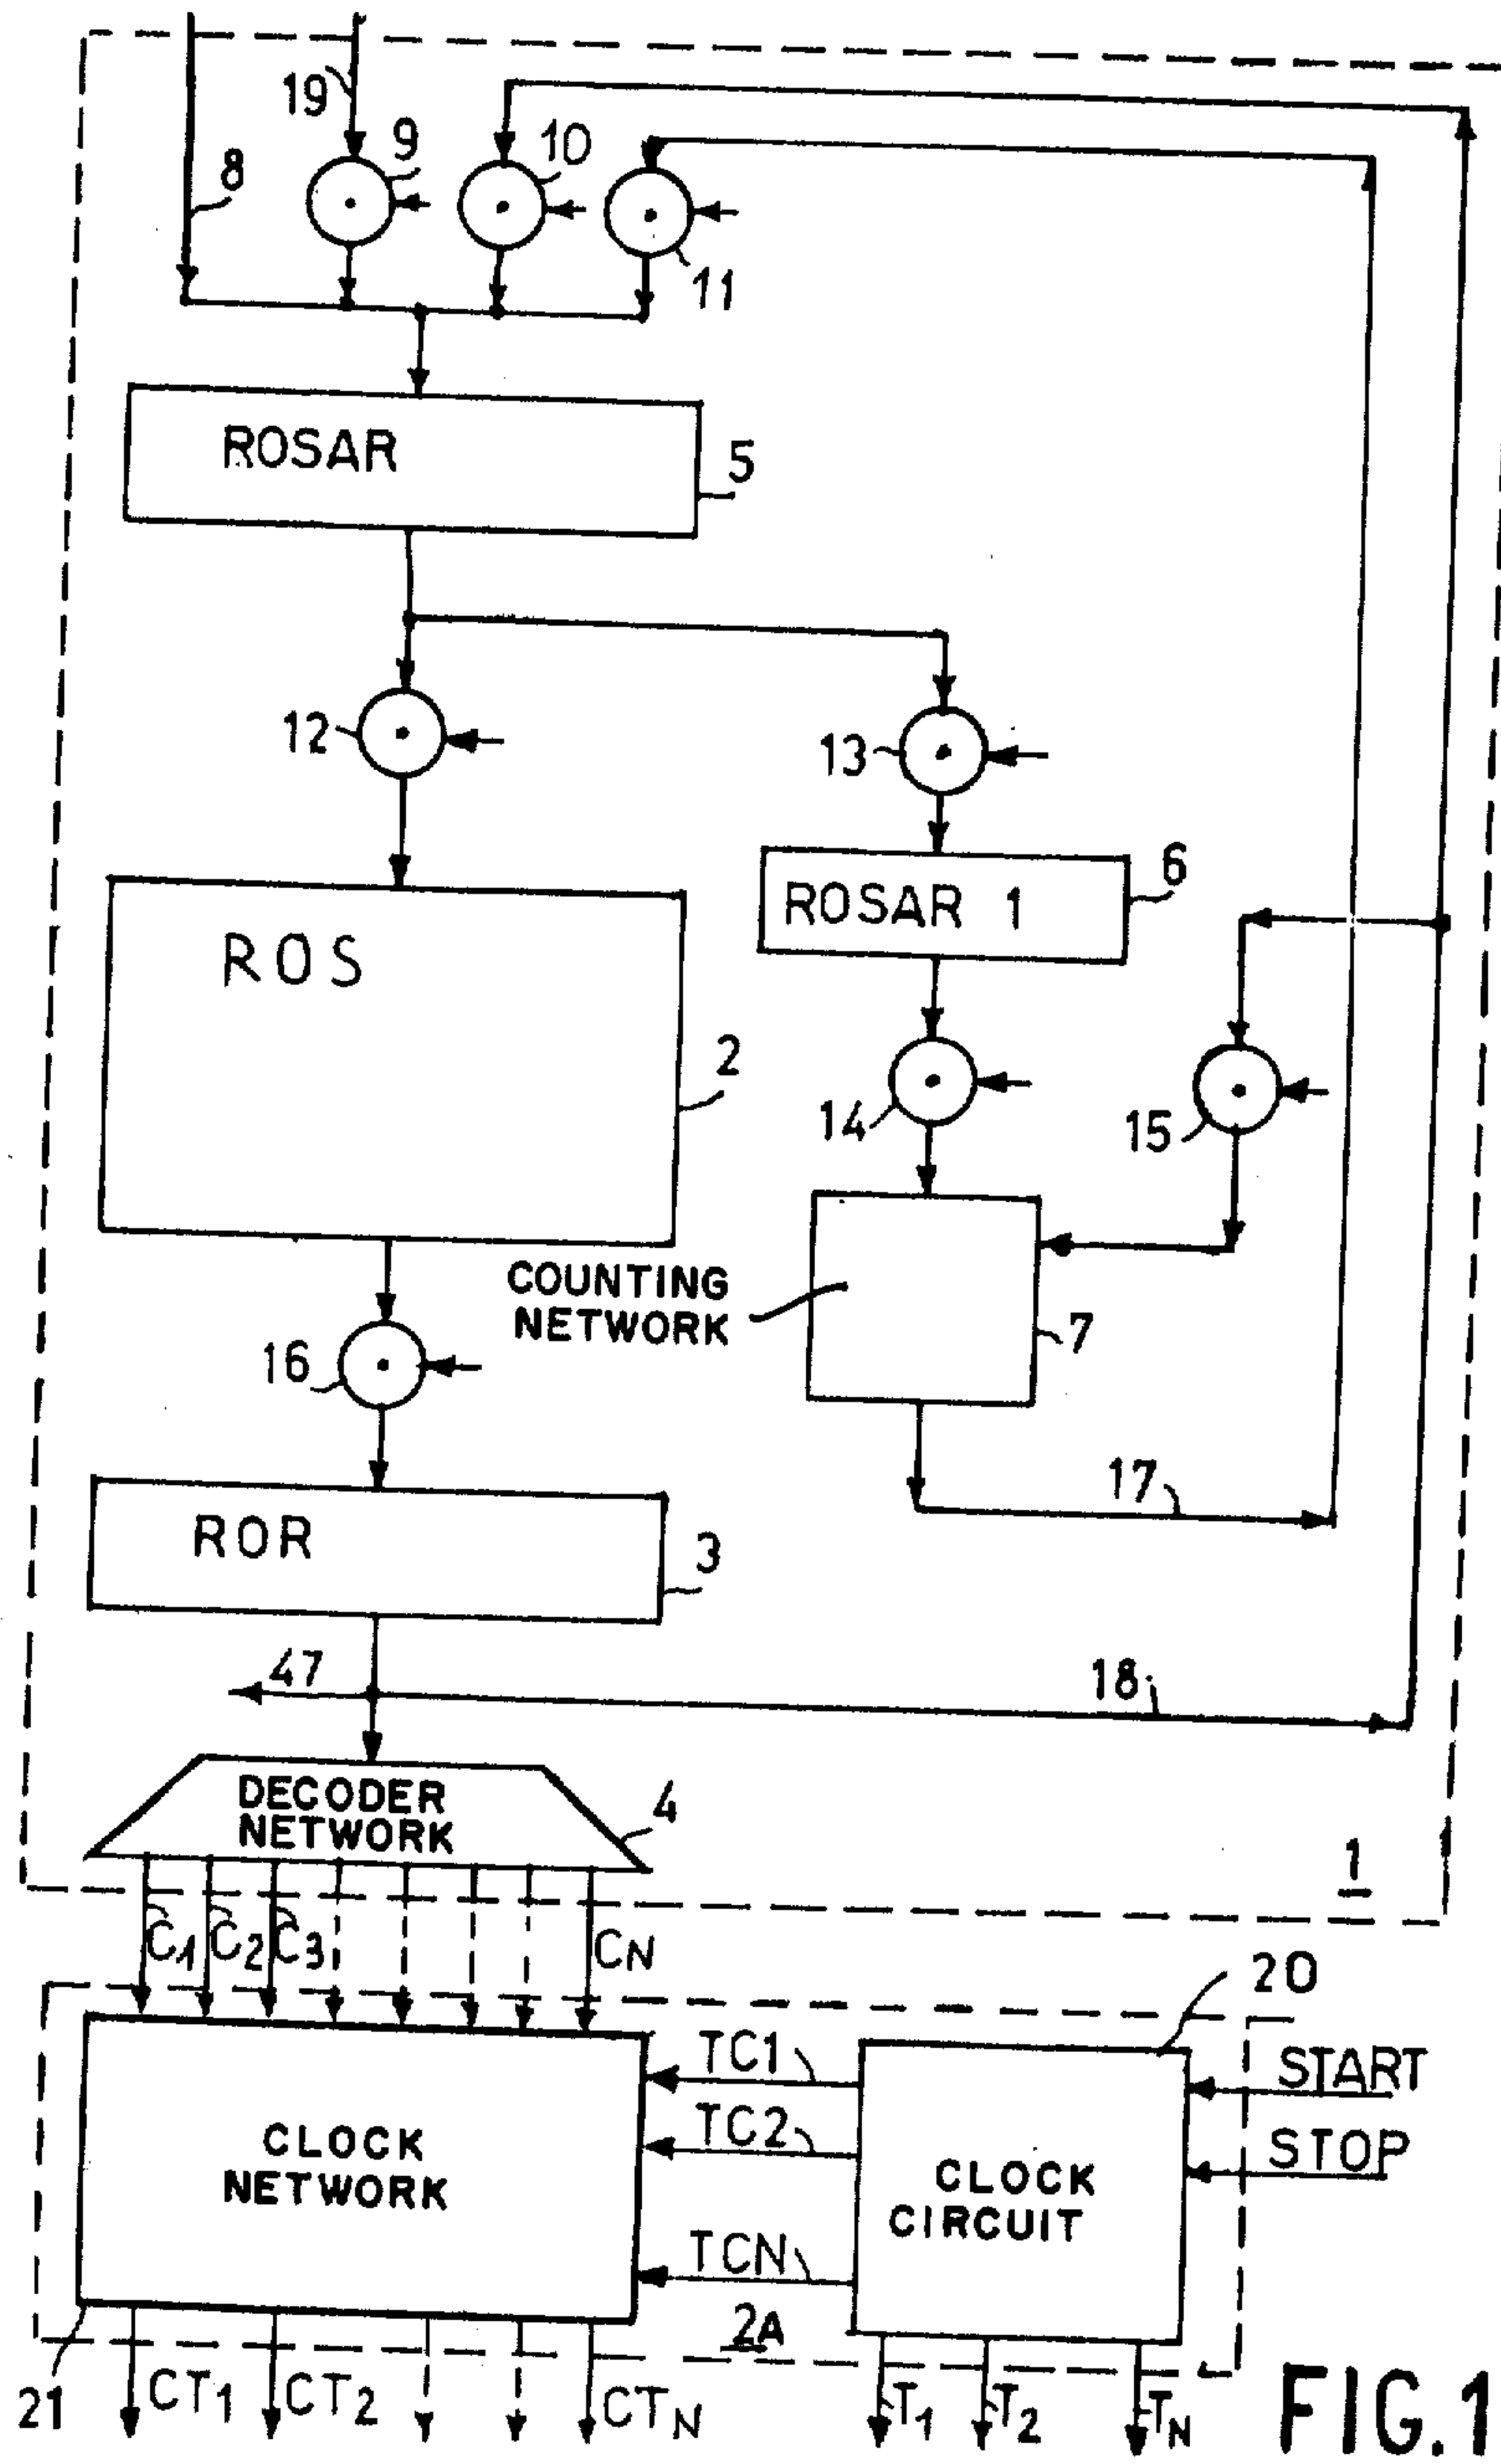 19
9
10
8
11
ROSAR
5
12
13
6
ROSAR 1
ROS
2
14
15
COUNTING
NETWORK
7
16
17
ROR
3
47
18
DECODER
NETWORK
4
1
C1 C2 C3 CN
20
TC1
START
TC2
STOP
CLOCK
NETWORK
CLOCK
CIRCUIT
TCN
2A
21
CT1 CT2 CTN
T1 T2 TN
FIG.1